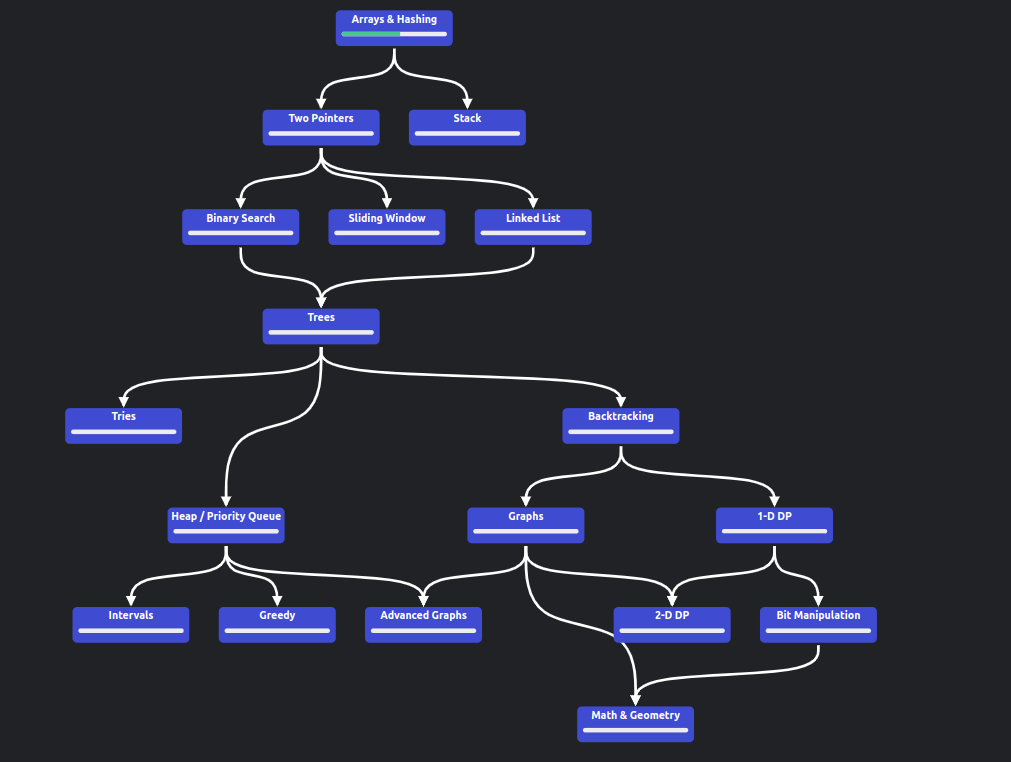 Arrays & Hashing
Two Pointers
Stack
Binary Search
Sliding Window
Linked List
Trees
Tries
Backtracking
Heap / Priority Queue
Graphs
1-D DP
Intervals
Greedy
Advanced Graphs
2-D DP
Bit Manipulation
Math & Geometry